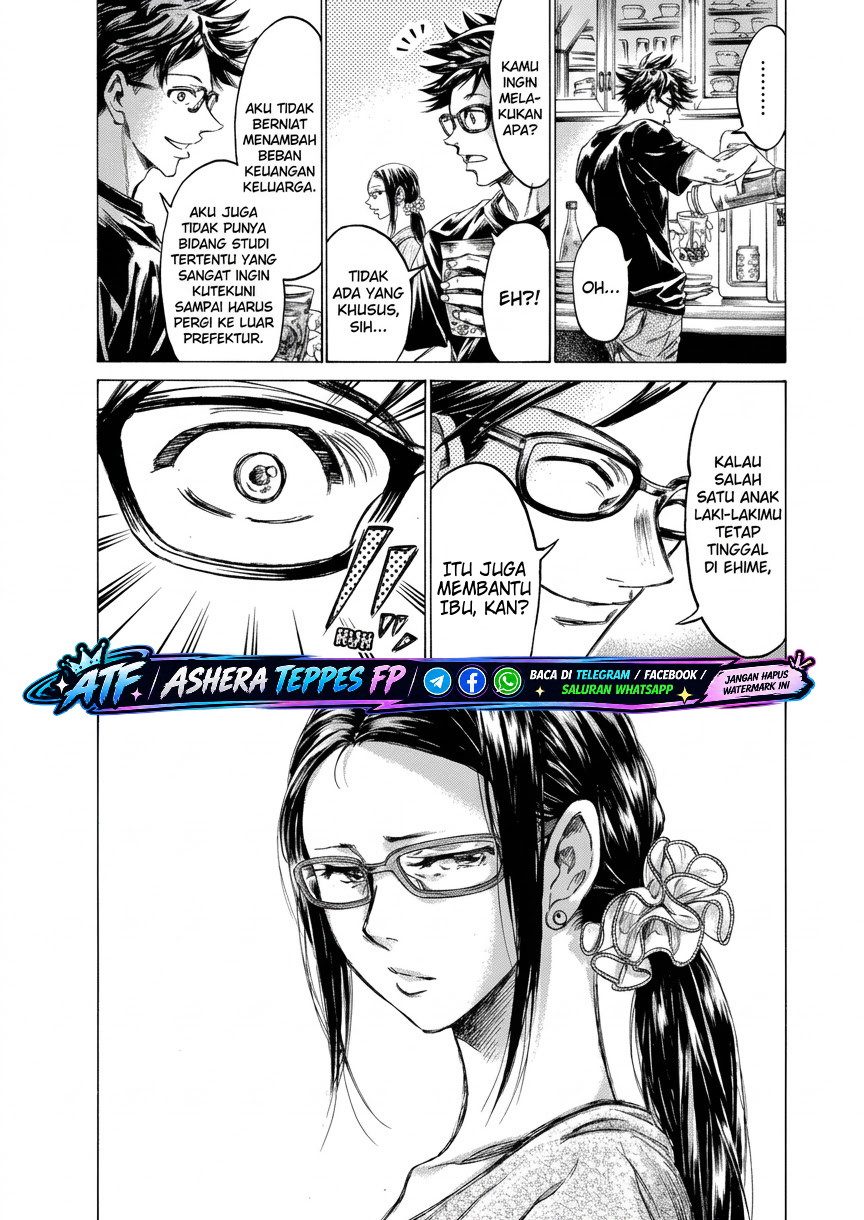 ..........
OH...
KAMU
INGIN
MELA-
KUKAN
APA?
EH?!
TIDAK
ADA YANG
KHUSUS,
SIH...
AKU TIDAK
BERNIAT
MENAMBAH
BEBAN
KEUANGAN
KELUARGA.
AKU JUGA
TIDAK PUNYA
BIDANG STUDI
TERTENTU YANG
SANGAT INGIN
KUTEKUNI
SAMPAI HARUS
PERGI KE LUAR
PREFEKTUR.
KALAU
SALAH
SATU ANAK
LAKI-LAKIMU
TETAP
TINGGAL
DI EHIME,
ITU JUGA
MEMBANTU
IBU, KAN?
ATF
ASHERA TEPPES FP
BACA DI TELEGRAM / FACEBOOK /
SALURAN WHATSAPP
JANGAN HAPUS
WATERMARK INI